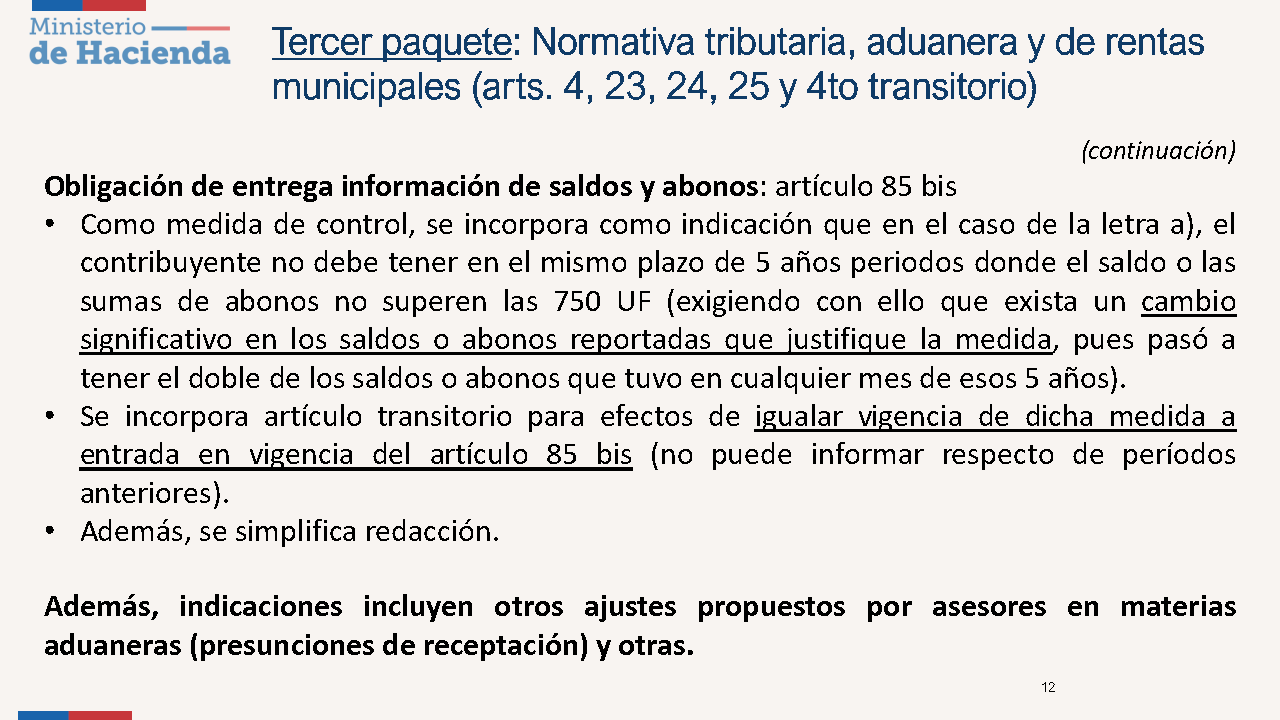 Ministerio
de Hacienda
Tercer paquete: Normativa tributaria, aduanera y de rentas
municipales (arts. 4, 23, 24, 25 y 4to transitorio)
(continuación)
Obligación de entrega información de saldos y abonos: artículo 85 bis
• Como medida de control, se incorpora como indicación que en el caso de la letra a), el
contribuyente no debe tener en el mismo plazo de 5 años periodos donde el saldo o las
sumas de abonos no superen las 750 UF (exigiendo con ello que exista un cambio
significativo en los saldos o abonos reportadas que justifique la medida, pues pasó a
tener el doble de los saldos o abonos que tuvo en cualquier mes de esos 5 años).
• Se incorpora artículo transitorio para efectos de igualar vigencia de dicha medida a
entrada en vigencia del artículo 85 bis (no puede informar respecto de períodos
anteriores).
• Además, se simplifica redacción.
Además, indicaciones incluyen otros ajustes propuestos por asesores en materias
aduaneras (presunciones de receptación) y otras.
12